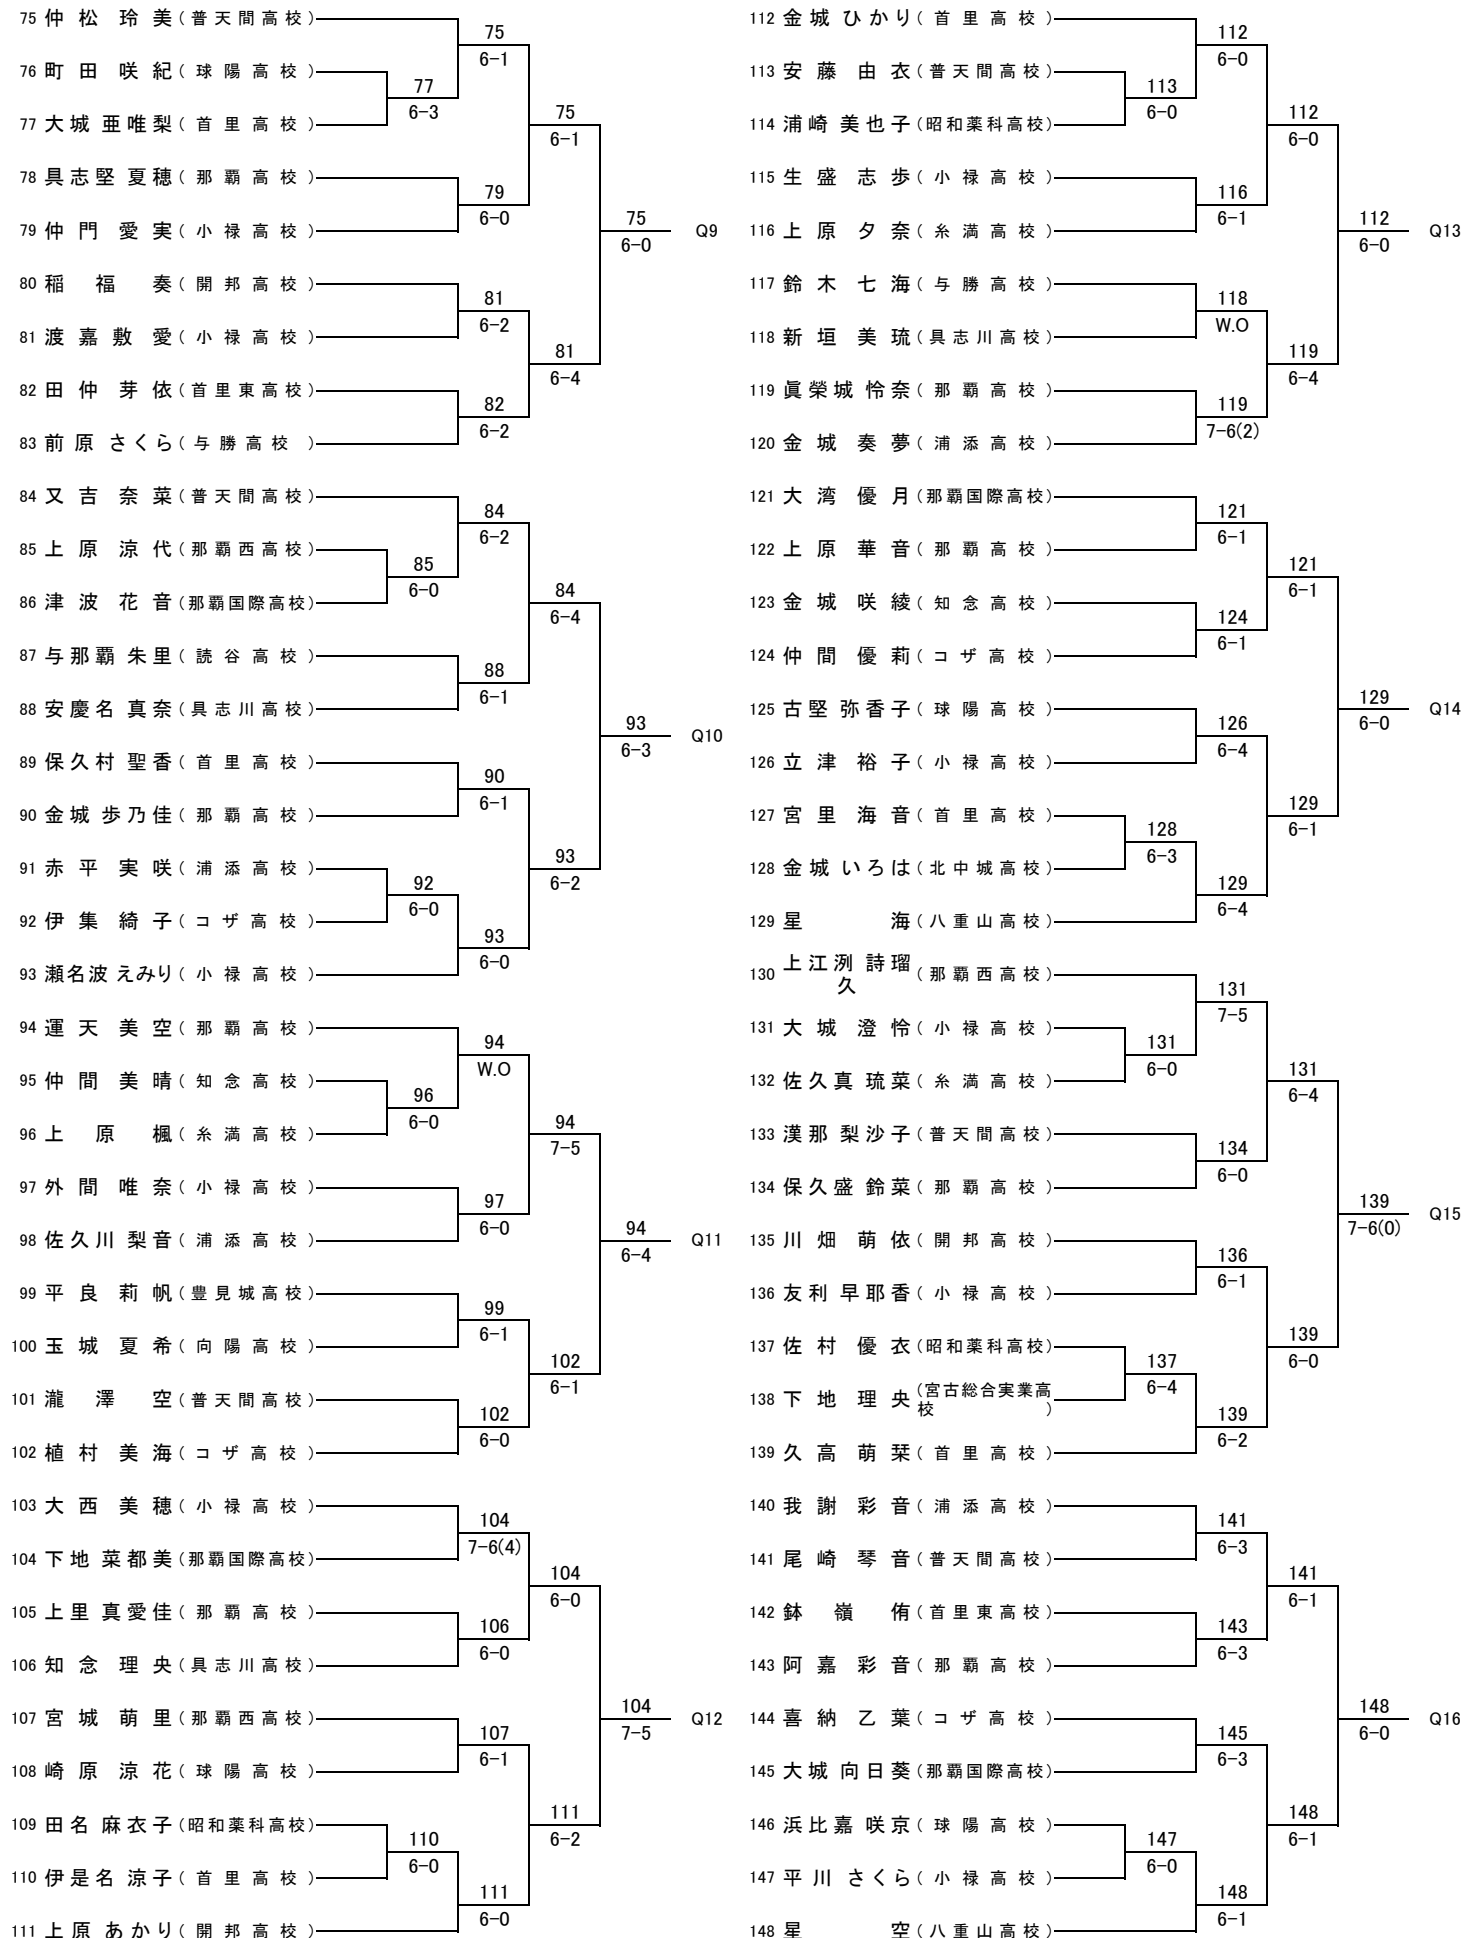 75 仲松 玲美 (普天間高校)
75
6-1
76 町田 咲紀 (球陽高校)
77
6-3
77 大城 亜唯梨 (首里高校)
75
6-1
78 具志堅 夏穂 (那覇高校)
79
6-0
79 仲門 愛実 (小禄高校)
75
6-0
Q9
80 稲福 奏 (開邦高校)
81
6-2
81 渡嘉敷 愛 (小禄高校)
81
6-4
82 田仲 芽依 (首里東高校)
82
6-2
83 前原 さくら (与勝高校)
84 又吉 奈菜 (普天間高校)
84
6-2
85 上原 涼代 (那覇西高校)
85
6-0
86 津波 花音 (那覇国際高校)
84
6-4
87 与那覇 朱里 (読谷高校)
88
6-1
88 安慶名 真奈 (具志川高校)
93
6-3
Q10
89 保久村 聖香 (首里高校)
90
6-1
90 金城 歩乃佳 (那覇高校)
93
6-2
91 赤平 実咲 (浦添高校)
92
6-0
92 伊集 綺子 (コザ高校)
93
6-0
93 瀬名波 えみり (小禄高校)
94 運天 美空 (那覇高校)
94
W.O
95 仲間 美晴 (知念高校)
96
6-0
96 上原 楓 (糸満高校)
94
7-5
97 外間 唯奈 (小禄高校)
97
6-0
98 佐久川 梨音 (浦添高校)
94
6-4
Q11
99 平良 莉帆 (豊見城高校)
99
6-1
100 玉城 夏希 (向陽高校)
102
6-1
101 瀧澤 空 (普天間高校)
102
6-0
102 植村 美海 (コザ高校)
103 大西 美穂 (小禄高校)
104
7-6(4)
104 下地 菜都美 (那覇国際高校)
104
6-0
105 上里 真愛佳 (那覇高校)
106
6-0
106 知念 理央 (具志川高校)
104
7-5
Q12
107 宮城 萌里 (那覇西高校)
107
6-1
108 崎原 涼花 (球陽高校)
111
6-2
109 田名 麻衣子 (昭和薬科高校)
110
6-0
110 伊是名 涼子 (首里高校)
111
6-0
111 上原 あかり (開邦高校)
112 金城 ひかり (首里高校)
112
6-0
113 安藤 由衣 (普天間高校)
113
6-0
114 浦崎 美也子 (昭和薬科高校)
112
6-0
115 生盛 志歩 (小禄高校)
116
6-1
116 上原 夕奈 (糸満高校)
112
6-0
Q13
117 鈴木 七海 (与勝高校)
118
W.O
118 新垣 美琉 (具志川高校)
119
6-4
119 眞榮城 怜奈 (那覇高校)
119
7-6(2)
120 金城 奏夢 (浦添高校)
121 大湾 優月 (那覇国際高校)
121
6-1
122 上原 華音 (那覇高校)
121
6-1
123 金城 咲綾 (知念高校)
124
6-1
124 仲間 優莉 (コザ高校)
129
6-0
Q14
125 古堅 弥香子 (球陽高校)
126
6-4
126 立津 裕子 (小禄高校)
129
6-1
127 宮里 海音 (首里高校)
128
6-3
128 金城 いろは (北中城高校)
129
6-4
129 星 海 (八重山高校)
130 上江洌 詩瑠久 (那覇西高校)
131
7-5
131 大城 澄怜 (小禄高校)
131
6-0
132 佐久真 琉菜 (糸満高校)
131
6-4
133 漢那 梨沙子 (普天間高校)
134
6-0
134 保久盛 鈴菜 (那覇高校)
139
7-6(0)
Q15
135 川畑 萌依 (開邦高校)
136
6-1
136 友利 早耶香 (小禄高校)
139
6-0
137 佐村 優衣 (昭和薬科高校)
137
6-4
138 下地 理央 (宮古総合実業高校)
139
6-2
139 久高 萌栞 (首里高校)
140 我謝 彩音 (浦添高校)
141
6-3
141 尾崎 琴音 (普天間高校)
141
6-1
142 鉢嶺 侑 (首里東高校)
143
6-3
143 阿嘉 彩音 (那覇高校)
148
6-0
Q16
144 喜納 乙葉 (コザ高校)
145
6-3
145 大城 向日葵 (那覇国際高校)
148
6-1
146 浜比嘉 咲京 (球陽高校)
147
6-0
147 平川 さくら (小禄高校)
148
6-1
148 星 空 (八重山高校)